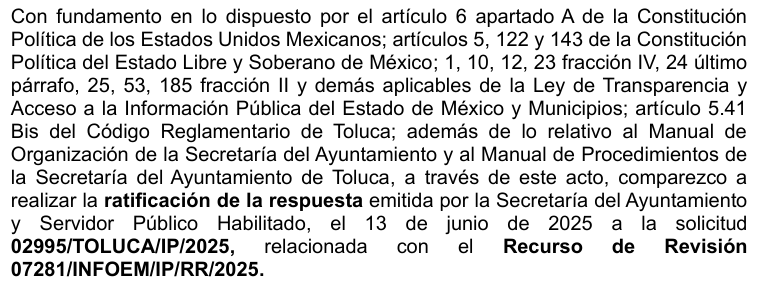 Con fundamento en lo dispuesto por el artículo 6 apartado A de la Constitución
Política de los Estados Unidos Mexicanos; artículos 5, 122 y 143 de la Constitución
Política del Estado Libre y Soberano de México; 1, 10, 12, 23 fracción IV, 24 último
párrafo, 25, 53, 185 fracción II y demás aplicables de la Ley de Transparencia y
Acceso a la Información Pública del Estado de México y Municipios; artículo 5.41
Bis del Código Reglamentario de Toluca; además de lo relativo al Manual de
Organización de la Secretaría del Ayuntamiento y al Manual de Procedimientos de
la Secretaría del Ayuntamiento de Toluca, a través de este acto, comparezco a
realizar la ratificación de la respuesta emitida por la Secretaría del Ayuntamiento
y Servidor Público Habilitado, el 13 de junio de 2025 a la solicitud
02995/TOLUCA/IP/2025, relacionada con el Recurso de Revisión
07281/INFOEM/IP/RR/2025.